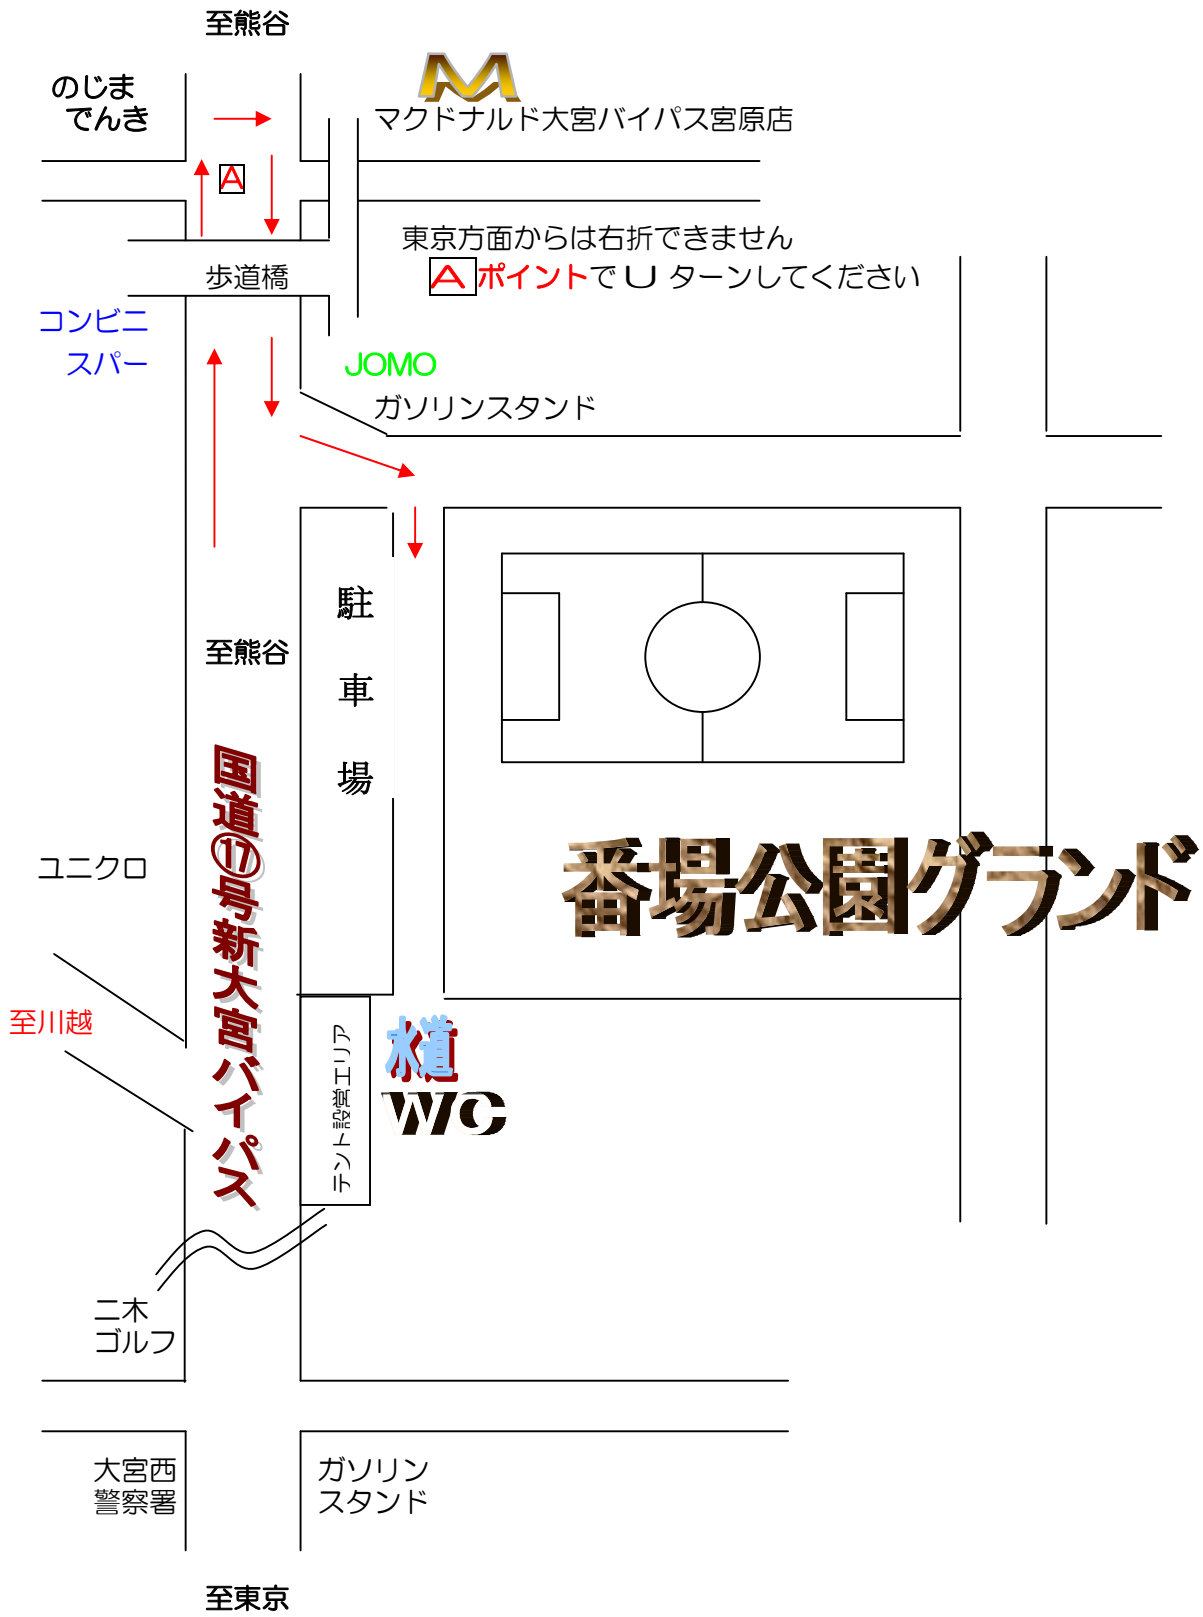 至熊谷
のじま
でんき
M
マクドナルド大宮バイパス宮原店
A
東京方面からは右折できません
AポイントでUターンしてください
歩道橋
コンビニ
スパー
JOMO
ガソリンスタンド
駐車場
至熊谷
国道⑰号新大宮バイパス
番場公園グランド
ユニクロ
至川越
水道
WC
テント設営エリア
二木
ゴルフ
大宮西
警察署
ガソリン
スタンド
至東京